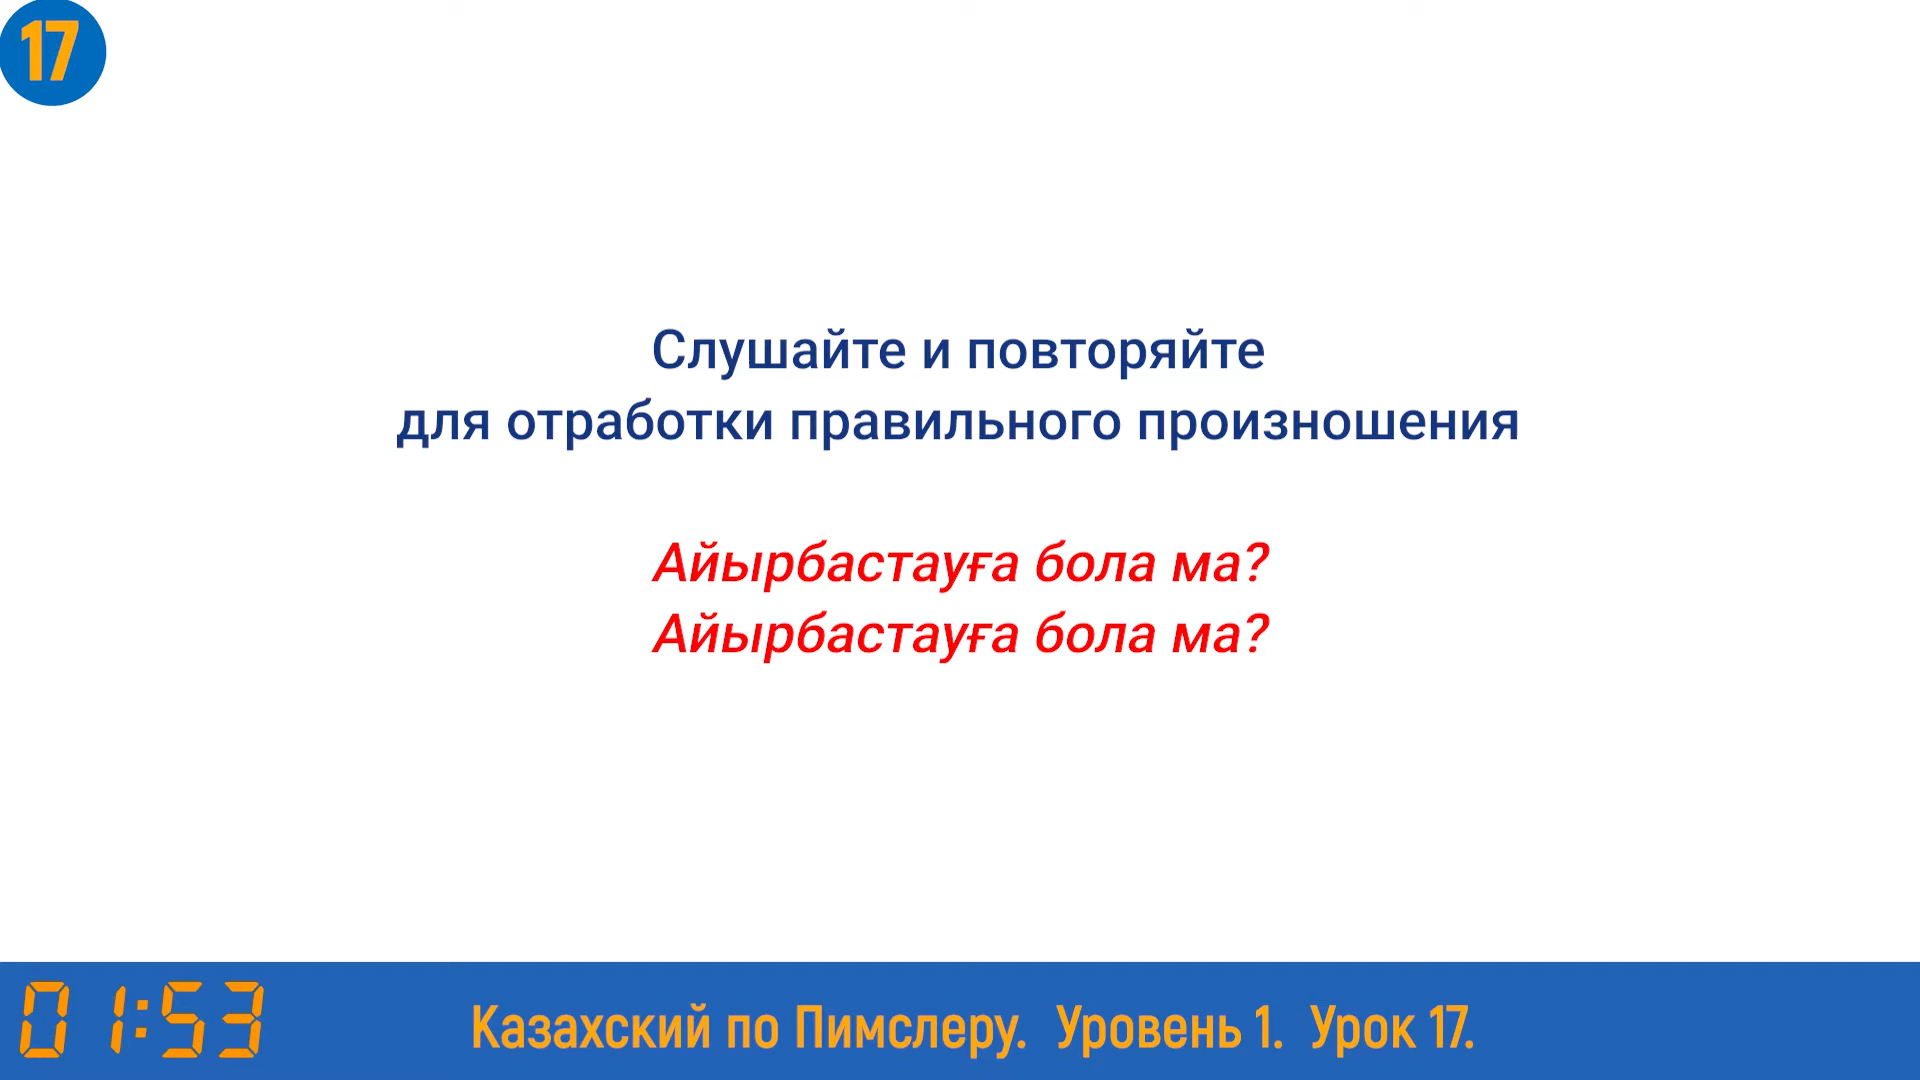 17
Слушайте и повторяйте
для отработки правильного произношения
Айырбастауға бола ма?
Айырбастауға бола ма?
01:53
Казахский по Пимслеру. Уровень 1. Урок 17.